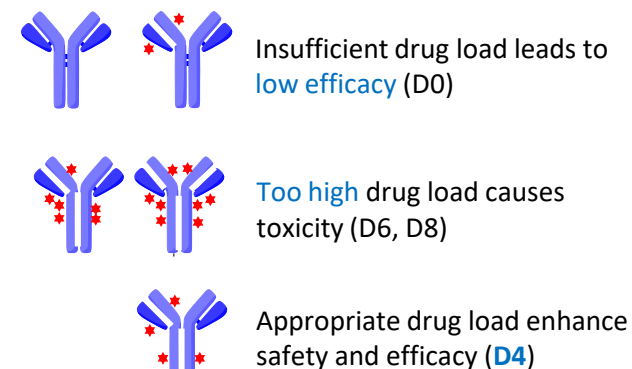 Insufficient drug load leads to
low efficacy (D0)
Too high drug load causes
toxicity (D6, D8)
Appropriate drug load enhance
safety and efficacy (D4)